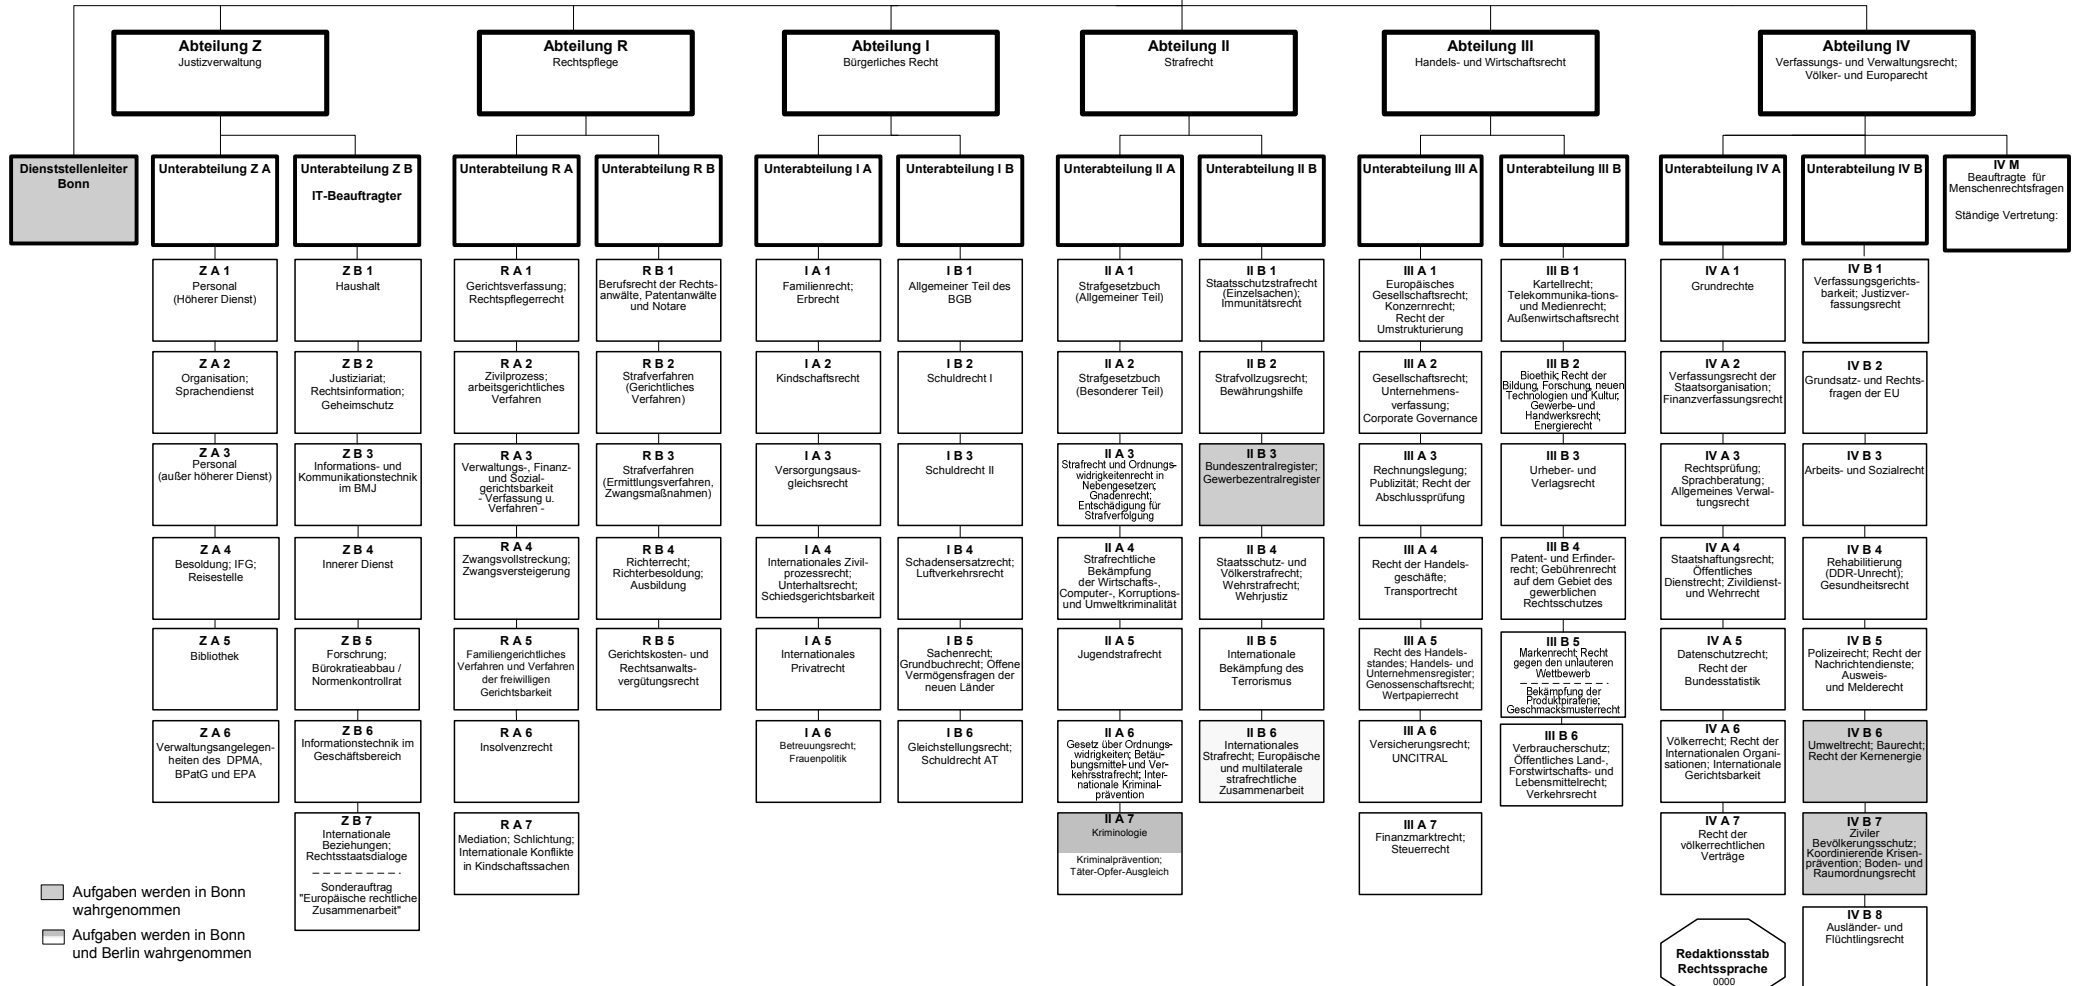 Abteilung Z
Justizverwaltung
Abteilung R
Rechtspflege
Abteilung I
Bürgerliches Recht
Abteilung II
Strafrecht
Abteilung III
Handels- und Wirtschaftsrecht
Abteilung IV
Verfassungs- und Verwaltungsrecht;
Völker- und Europarecht
Dienststellenleiter
Bonn
Unterabteilung Z A
Unterabteilung Z B
IT-Beauftragter
Unterabteilung R A
Unterabteilung R B
Unterabteilung I A
Unterabteilung I B
Unterabteilung II A
Unterabteilung II B
Unterabteilung III A
Unterabteilung III B
Unterabteilung IV A
Unterabteilung IV B
IV M
Beauftragte für
Menschenrechtsfragen
Ständige Vertretung:
Z A 1
Personal
(Höherer Dienst)
Z B 1
Haushalt
R A 1
Gerichtsverfassung;
Rechtspflegerrecht
R B 1
Berufsrecht der Rechts-
anwälte, Patentanwälte
und Notare
I A 1
Familienrecht;
Erbrecht
I B 1
Allgemeiner Teil des
BGB
II A 1
Strafgesetzbuch
(Allgemeiner Teil)
II B 1
Staatsschutzstrafrecht
(Einzelsachen);
Immunitätsrecht
III A 1
Europäisches
Gesellschaftsrecht;
Konzernrecht;
Recht der
Umstrukturierung
III B 1
Kartellrecht;
Telekommunika-tions-
und Medienrecht;
Außenwirtschaftsrecht
IV A 1
Grundrechte
IV B 1
Verfassungsgerichts-
barkeit; Justizver-
fassungsrecht
Z A 2
Organisation;
Sprachendienst
Z B 2
Justiziariat;
Rechtsinformation;
Geheimschutz
R A 2
Zivilprozess;
arbeitsgerichtliches
Verfahren
R B 2
Strafverfahren
(Gerichtliches
Verfahren)
I A 2
Kindschaftsrecht
I B 2
Schuldrecht I
II A 2
Strafgesetzbuch
(Besonderer Teil)
II B 2
Strafvollzugsrecht;
Bewährungshilfe
III A 2
Gesellschaftsrecht;
Unternehmens-
verfassung;
Corporate Governance
III B 2
Bioethik; Recht der
Bildung, Forschung, neuen
Technologien und Kultur;
Gewerbe- und
Handwerksrecht;
Energierecht
IV A 2
Verfassungsrecht der
Staatsorganisation;
Finanzverfassungsrecht
IV B 2
Grundsatz- und Rechts-
fragen der EU
Z A 3
Personal
(außer höherer Dienst)
Z B 3
Informations- und
Kommunikationstechnik
im BMJ
R A 3
Verwaltungs-, Finanz-
und Sozial-
gerichtsbarkeit
- Verfassung u.
Verfahren -
R B 3
Strafverfahren
(Ermittlungsverfahren,
Zwangsmaßnahmen)
I A 3
Versorgungsaus-
gleichsrecht
I B 3
Schuldrecht II
II A 3
Strafrecht und Ordnungs-
widrigkeitenrecht in
Nebengesetzen;
Gnadenrecht;
Entschädigung für
Strafverfolgung
II B 3
Bundeszentralregister;
Gewerbezentralregister
III A 3
Rechnungslegung;
Publizität; Recht der
Abschlussprüfung
III B 3
Urheber- und
Verlagsrecht
IV A 3
Rechtsprüfung;
Sprachberatung;
Allgemeines Verwal-
tungsrecht
IV B 3
Arbeits- und Sozialrecht
Z A 4
Besoldung; IFG;
Reisestelle
Z B 4
Innerer Dienst
R A 4
Zwangsvollstreckung;
Zwangsversteigerung
R B 4
Richterrecht;
Richterbesoldung;
Ausbildung
I A 4
Internationales Zivil-
prozessrecht;
Unterhaltsrecht;
Schiedsgerichtsbarkeit
I B 4
Schadensersatzrecht;
Luftverkehrsrecht
II A 4
Strafrechtliche
Bekämpfung
der Wirtschafts-,
Computer-, Korruptions-
und Umweltkriminalität
II B 4
Staatsschutz- und
Völkerstrafrecht;
Wehrstrafrecht;
Wehrjustiz
III A 4
Recht der Handels-
geschäfte;
Transportrecht
III B 4
Patent- und Erfinder-
recht; Gebührenrecht
auf dem Gebiet des
gewerblichen
Rechtsschutzes
IV A 4
Staatshaftungsrecht;
Öffentliches
Dienstrecht; Zivildienst-
und Wehrrecht
IV B 4
Rehabilitierung
(DDR-Unrecht);
Gesundheitsrecht
Z A 5
Bibliothek
Z B 5
Forschung;
Bürokratieabbau /
Normenkontrollrat
R A 5
Familiengerichtliches
Verfahren und Verfahren
der freiwilligen
Gerichtsbarkeit
R B 5
Gerichtskosten- und
Rechtsanwalts-
vergütungsrecht
I A 5
Internationales
Privatrecht
I B 5
Sachenrecht;
Grundbuchrecht; Offene
Vermögensfragen der
neuen Länder
II A 5
Jugendstrafrecht
II B 5
Internationale
Bekämpfung des
Terrorismus
III A 5
Recht des Handels-
standes; Handels- und
Unternehmensregister;
Genossenschaftsrecht;
Wertpapierrecht
III B 5
Markenrecht; Recht
gegen den unlauteren
Wettbewerb
Bekämpfung der
Produktpiraterie;
Geschmacksmusterrecht
IV A 5
Datenschutzrecht;
Recht der
Bundesstatistik
IV B 5
Polizeirecht; Recht der
Nachrichtendienste;
Ausweis-
und Melderecht
Z A 6
Verwaltungsangelegen-
heiten des DPMA,
BPatG und EPA
Z B 6
Informationstechnik im
Geschäftsbereich
R A 6
Insolvenzrecht
I A 6
Betreuungsrecht;
Frauenpolitik
I B 6
Gleichstellungsrecht;
Schuldrecht AT
II A 6
Gesetz über Ordnungs-
widrigkeiten; Betäu-
bungsmittel- und Ver-
kehrsstrafrecht; Inter-
nationale Kriminal-
prävention
II B 6
Internationales
Strafrecht; Europäische
und multilaterale
strafrechtliche
Zusammenarbeit
III A 6
Versicherungsrecht;
UNCITRAL
III B 6
Verbraucherschutz;
Öffentliches Land-,
Forstwirtschafts- und
Lebensmittelrecht;
Verkehrsrecht
IV A 6
Völkerrecht; Recht der
Internationalen Organi-
sationen; Internationale
Gerichtsbarkeit
IV B 6
Umweltrecht; Baurecht;
Recht der Kernenergie
Z B 7
Internationale
Beziehungen;
Rechtsstaatsdialoge
Sonderauftrag
"Europäische rechtliche
Zusammenarbeit"
R A 7
Mediation; Schlichtung;
Internationale Konflikte
in Kindschaftssachen
II A 7
Kriminologie
Kriminalprävention;
Täter-Opfer-Ausgleich
III A 7
Finanzmarktrecht;
Steuerrecht
IV A 7
Recht der
völkerrechtlichen
Verträge
IV B 7
Ziviler
Bevölkerungsschutz;
Koordinierende Krisen-
prävention; Boden- und
Raumordnungsrecht
Aufgaben werden in Bonn
wahrgenommen
Aufgaben werden in Bonn
und Berlin wahrgenommen
IV B 8
Ausländer- und
Flüchtlingsrecht
Redaktionsstab
Rechtssprache
0000